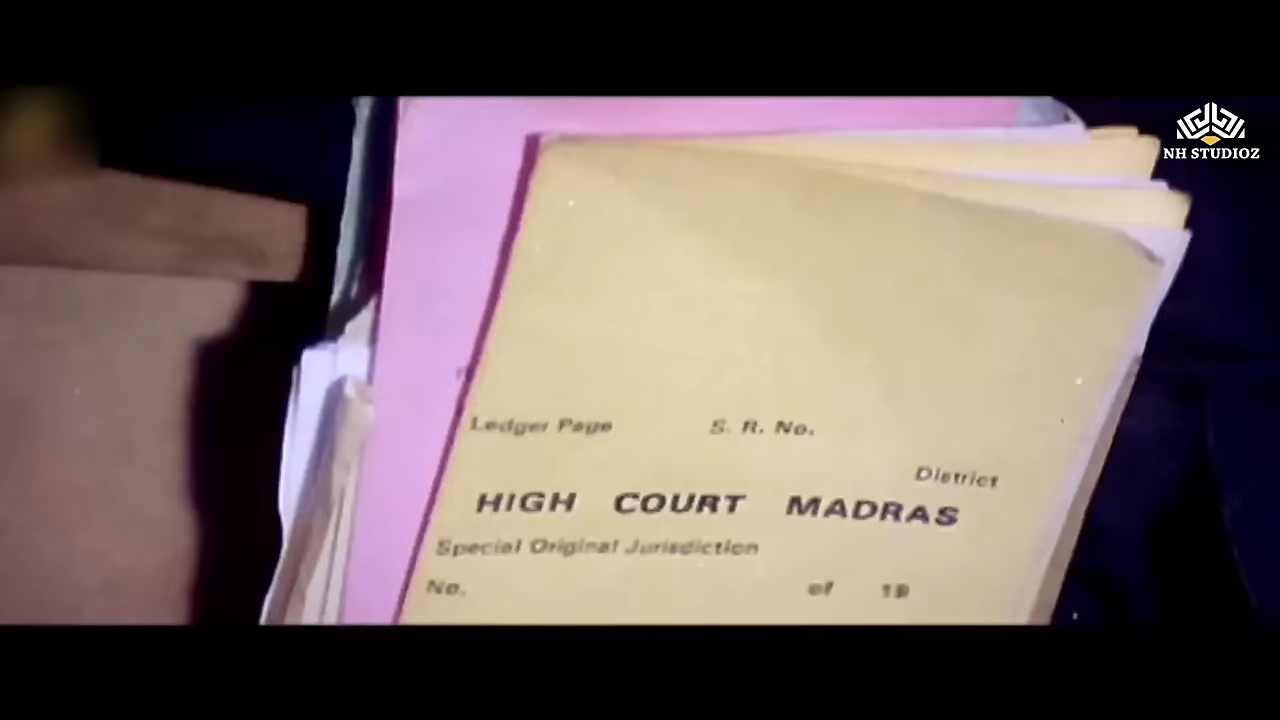 NH STUDIOZ
Ledger Page S. R. No.
District
HIGH COURT MADRAS
Special Original Jurisdiction
No. of 19